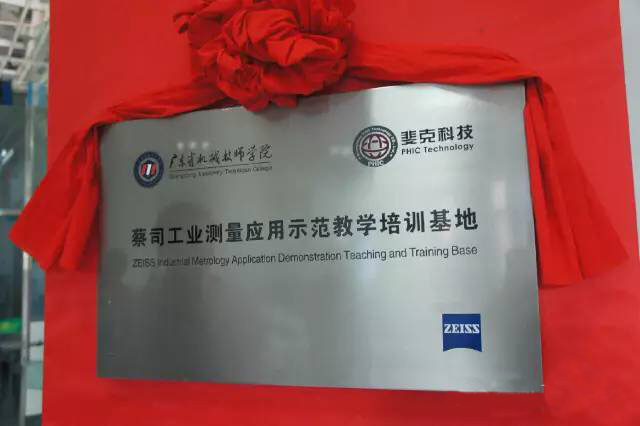 广东省机械技师学院
Guangdong Machinery Technician College
斐克科技
PHIC Technology
PHIC
蔡司工业测量应用示范教学培训基地
ZEISS Industrial Metrology Application Demonstration Teaching and Training Base
ZEISS